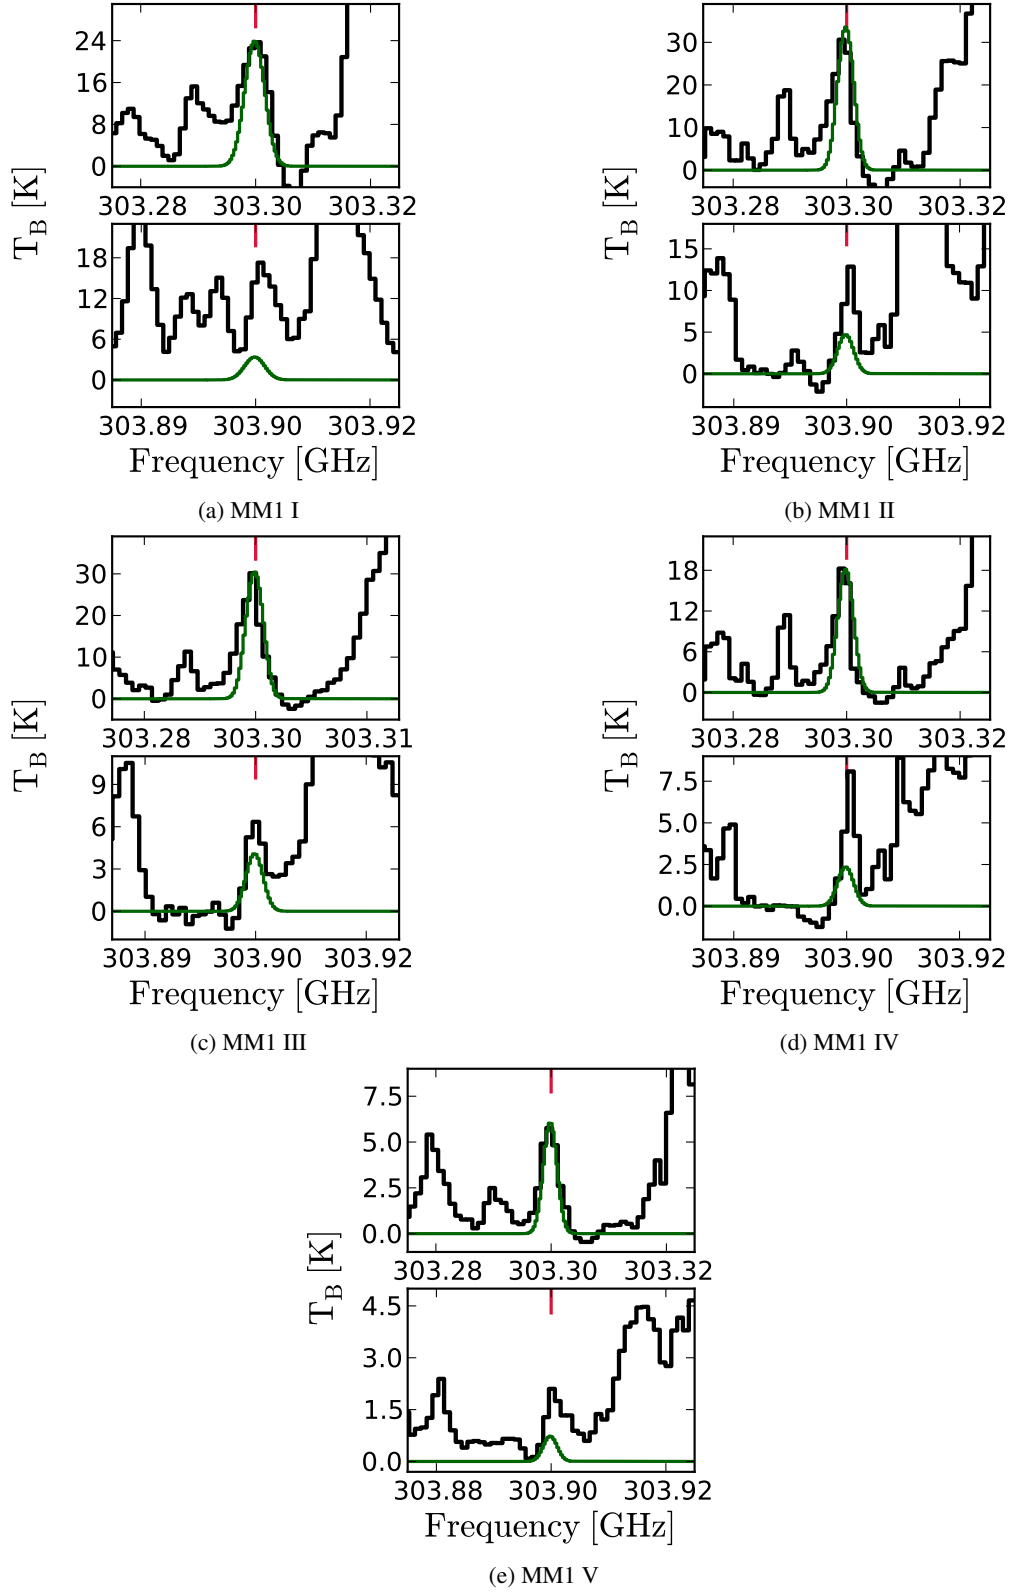 24
16
8
0
303.28 303.30 303.32
18
12
6
0
303.89 303.90 303.92
T_B [K]
Frequency [GHz]
(a) MM1 I
30
20
10
0
303.28 303.30 303.32
15
10
5
0
303.89 303.90 303.92
T_B [K]
Frequency [GHz]
(b) MM1 II
30
20
10
0
303.28 303.30 303.31
9
6
3
0
303.89 303.90 303.92
T_B [K]
Frequency [GHz]
(c) MM1 III
18
12
6
0
303.28 303.30 303.32
7.5
5.0
2.5
0.0
303.89 303.90 303.92
T_B [K]
Frequency [GHz]
(d) MM1 IV
7.5
5.0
2.5
0.0
303.28 303.30 303.32
4.5
3.0
1.5
0.0
303.88 303.90 303.92
T_B [K]
Frequency [GHz]
(e) MM1 V